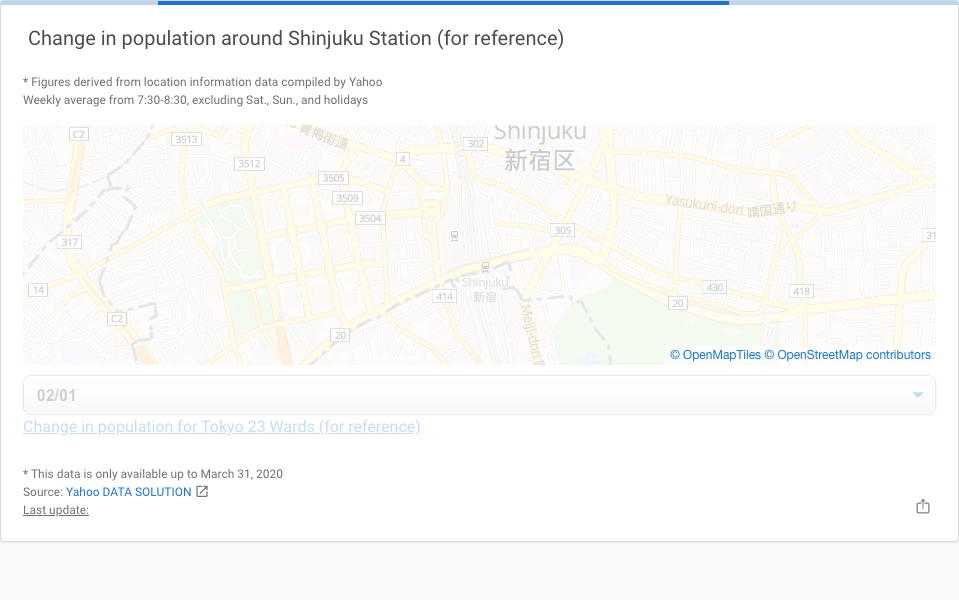 Change in population around Shinjuku Station (for reference)
* Figures derived from location information data compiled by Yahoo
Weekly average from 7:30-8:30, excluding Sat., Sun., and holidays
C2
3513
青梅街道
302
Shinjuku
新宿区
3512
4
3505
3509
3504
Yasukuni-dori 靖国通り
317
305
31
14
Shinjuku
新宿
414
430
418
20
C2
20
Meiji-dori
© OpenMapTiles © OpenStreetMap contributors
02/01
Change in population for Tokyo 23 Wards (for reference)
* This data is only available up to March 31, 2020
Source: Yahoo DATA SOLUTION
Last update: